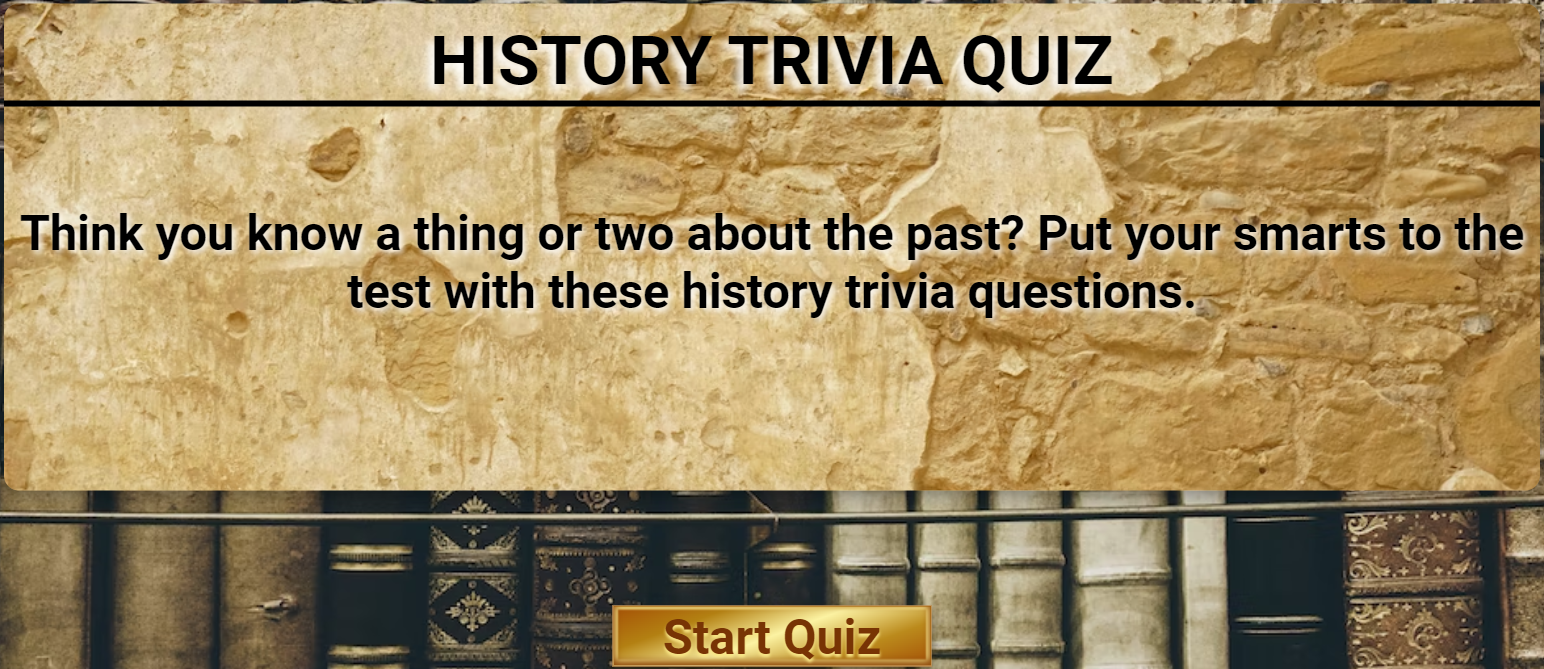 HISTORY TRIVIA QUIZ
Think you know a thing or two about the past? Put your smarts to the
test with these history trivia questions.
Start Quiz